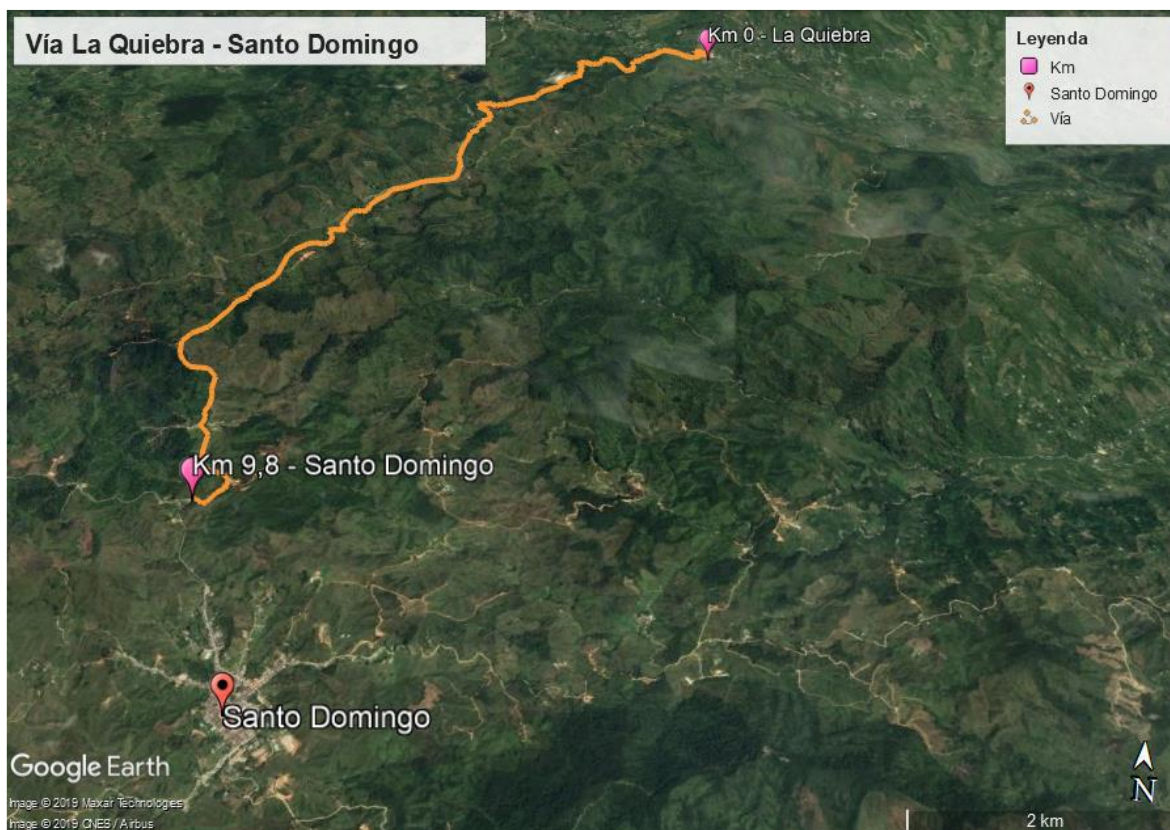 Vía La Quiebra - Santo Domingo
Km 0 - La Quiebra
Leyenda
Km
Santo Domingo
Vía
Km 9,8 - Santo Domingo
Santo Domingo
Google Earth
Image © 2019 Maxar Technologies
Image © 2019 CNES / Airbus
N
2 km